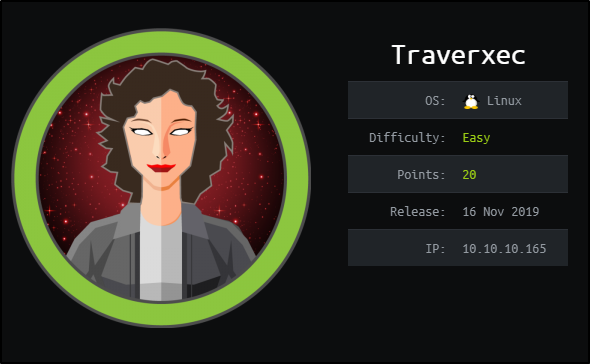 Traverxec
OS: Linux
Difficulty: Easy
Points: 20
Release: 16 Nov 2019
IP: 10.10.10.165